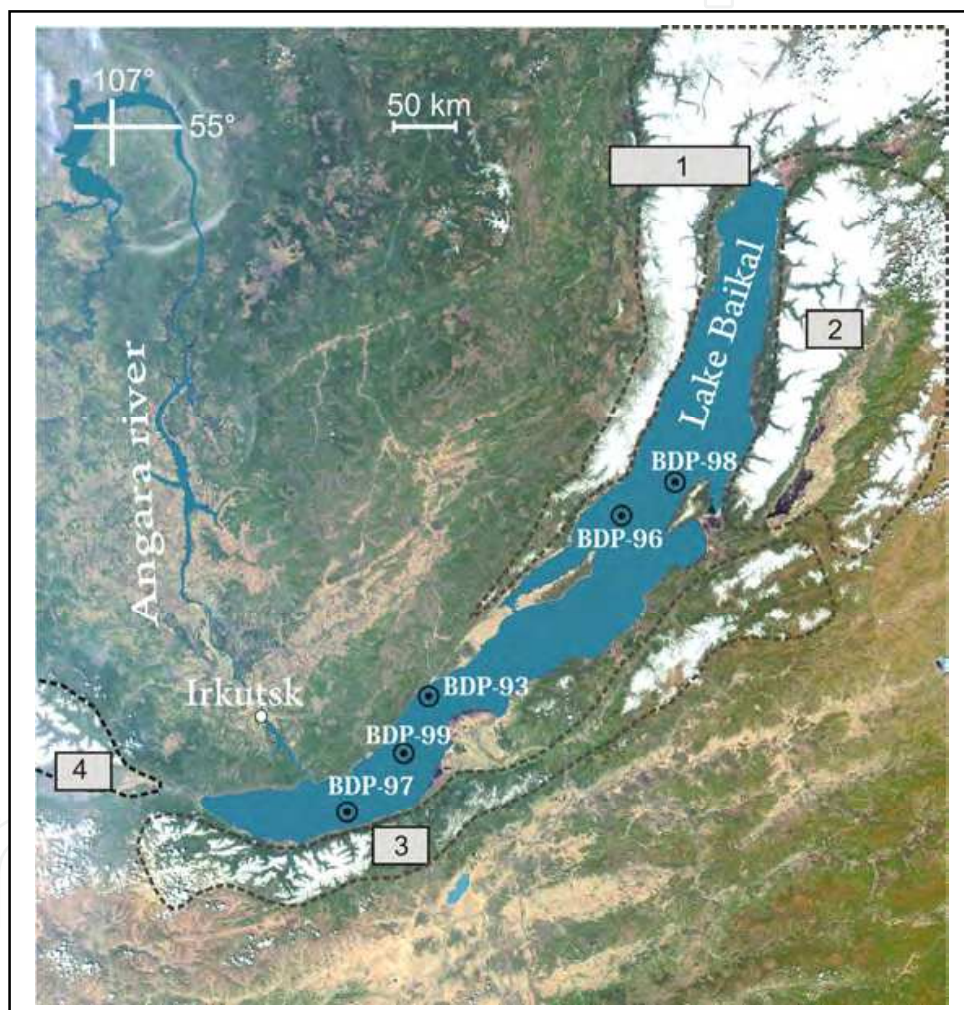 107°
55°
50 km
1
Lake Baikal
2
Angara river
BDP-98
BDP-96
BDP-93
Irkutsk
BDP-99
4
BDP-97
3